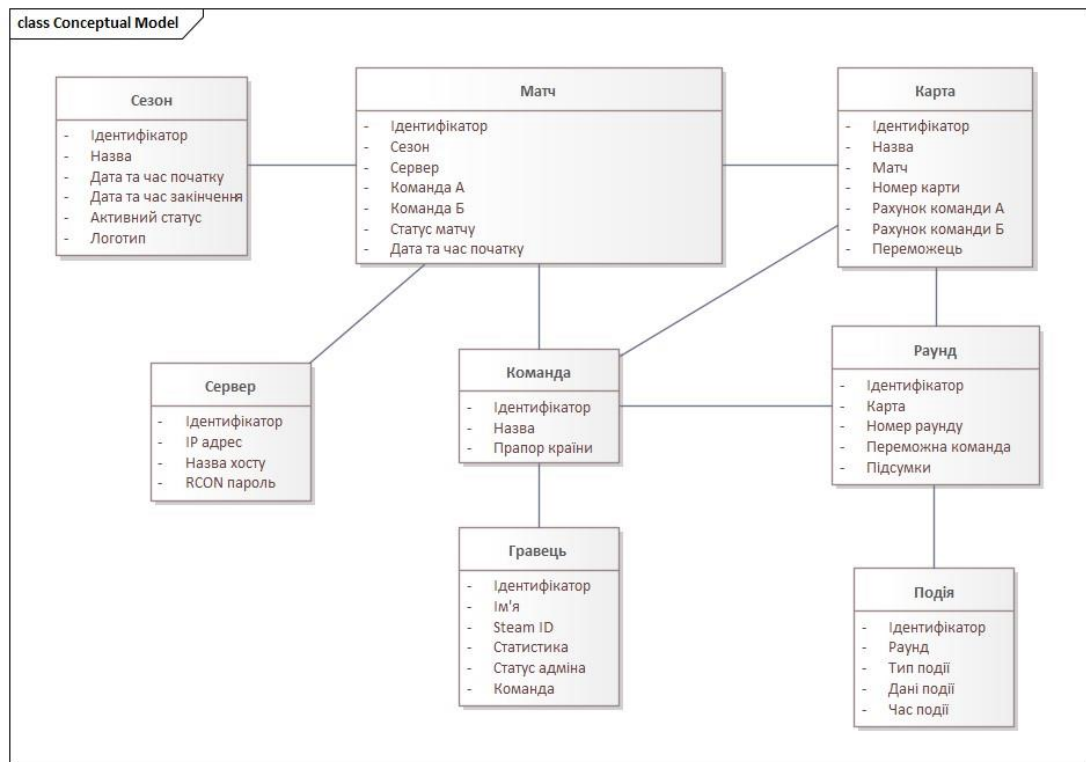 class Conceptual Model
Сезон
- Ідентифікатор
- Назва
- Дата та час початку
- Дата та час закінчення
- Активний статус
- Логотип
Матч
- Ідентифікатор
- Сезон
- Сервер
- Команда А
- Команда Б
- Статус матчу
- Дата та час початку
Карта
- Ідентифікатор
- Назва
- Матч
- Номер карти
- Рахунок команди А
- Рахунок команди Б
- Переможець
Сервер
- Ідентифікатор
- IP адрес
- Назва хосту
- RCON пароль
Команда
- Ідентифікатор
- Назва
- Прапор країни
Раунд
- Ідентифікатор
- Карта
- Номер раунду
- Переможна команда
- Підсумки
Гравець
- Ідентифікатор
- Ім'я
- Steam ID
- Статистика
- Статус адміна
- Команда
Подія
- Ідентифікатор
- Раунд
- Тип події
- Дані події
- Час події